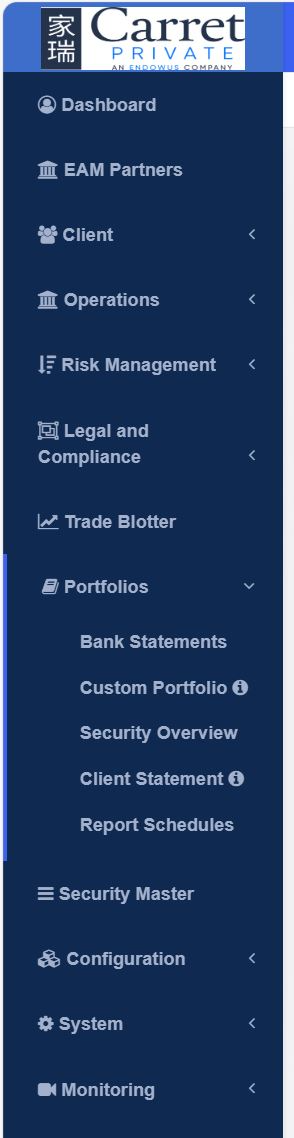 家瑞
Carret
PRIVATE
AN ENDOWUS COMPANY
Dashboard
EAM Partners
Client
Operations
Risk Management
Legal and
Compliance
Trade Blotter
Portfolios
Bank Statements
Custom Portfolio
Security Overview
Client Statement
Report Schedules
Security Master
Configuration
System
Monitoring